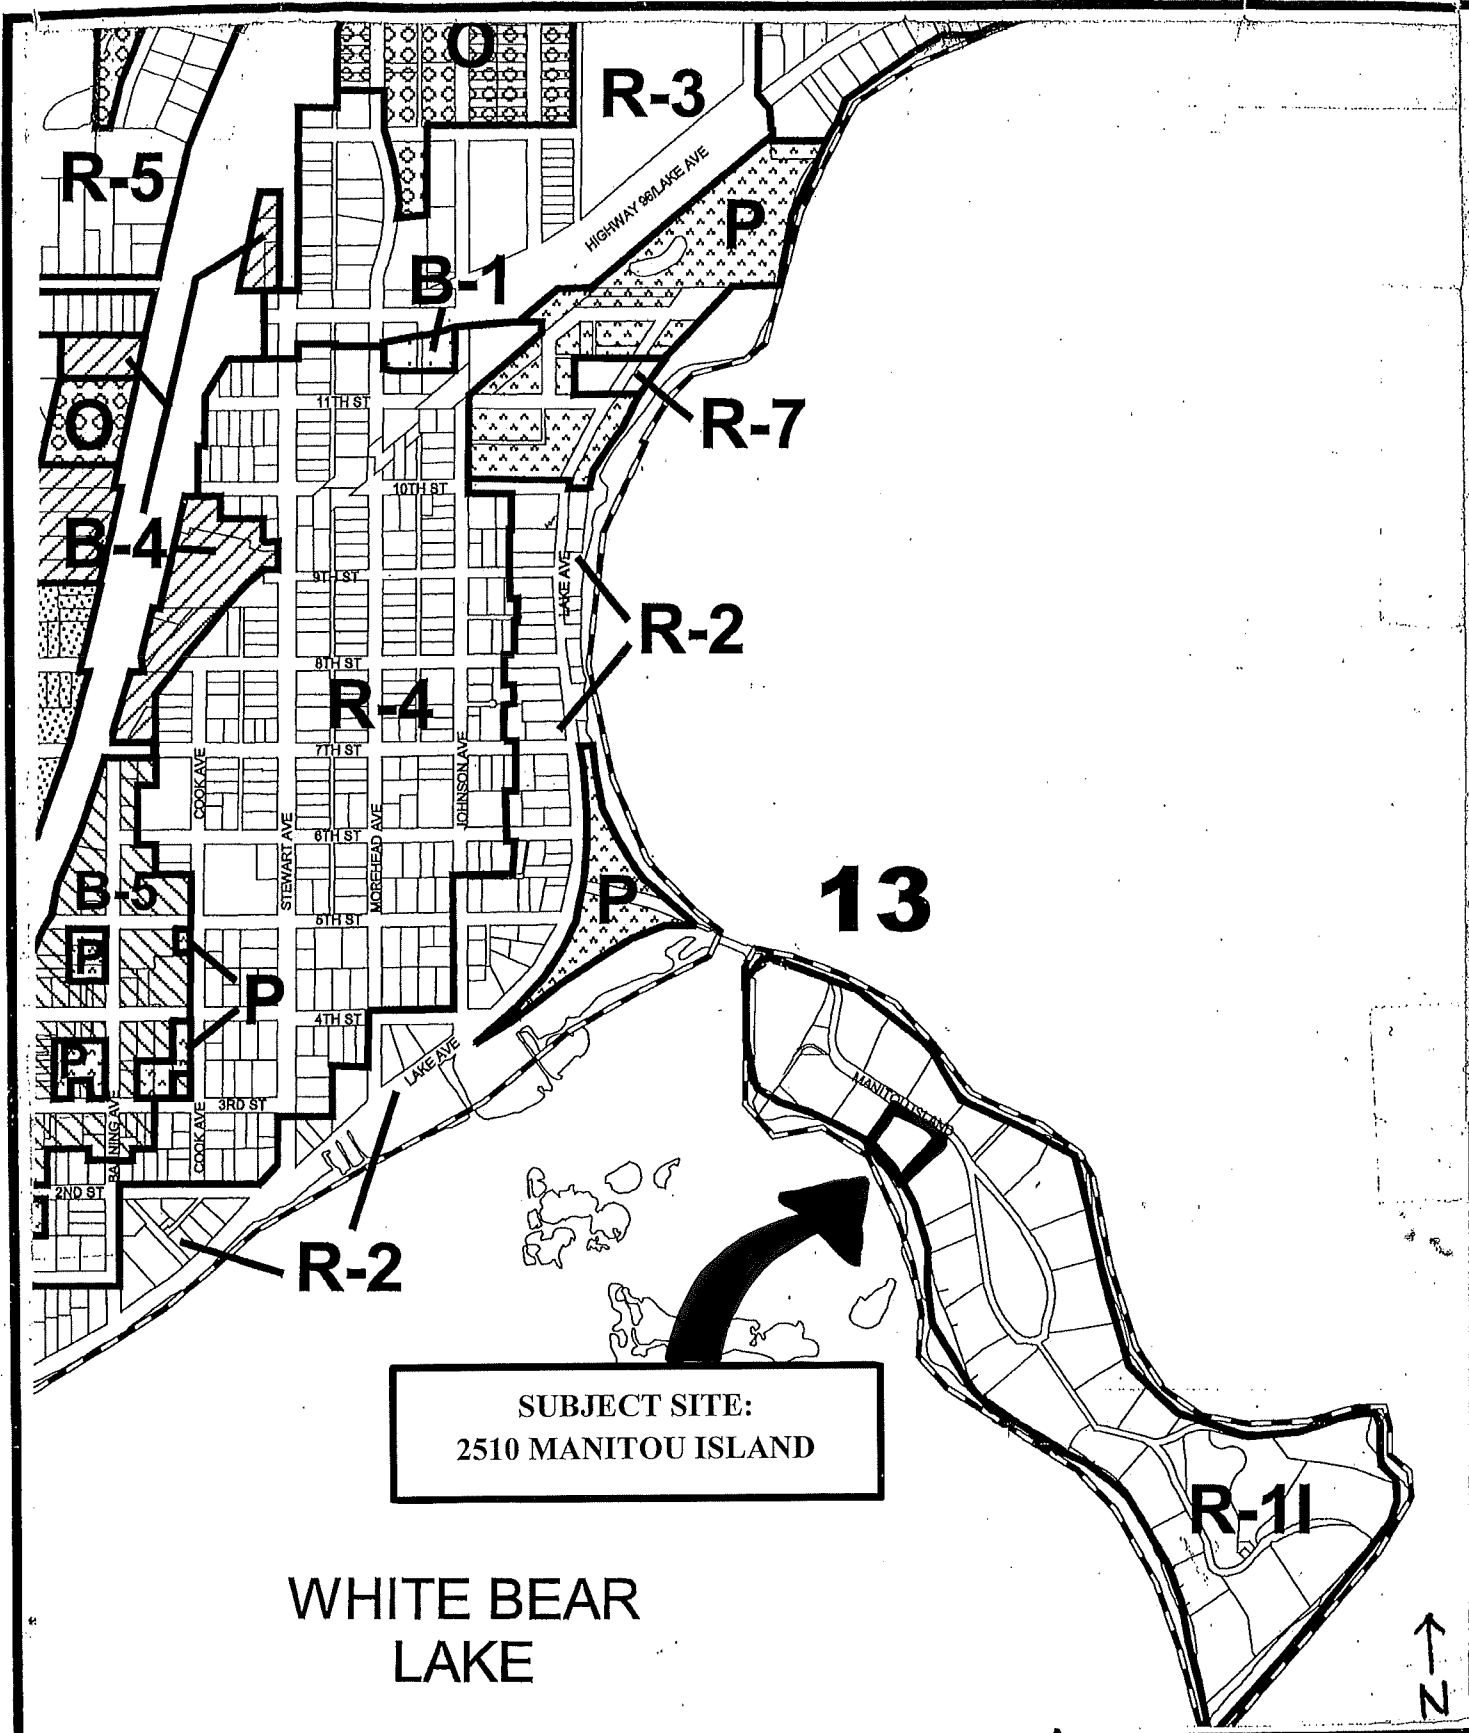 O
R-3
R-5
HIGHWAY 96/LAKE AVE
P
B-1
11TH ST
O
R-7
10TH ST
B-4
9TH ST
LAKE AVE
R-2
8TH ST
R-4
7TH ST
COOK AVE
JOHNSON AVE
STEWART AVE
MOREHEAD AVE
6TH ST
B-5
P
13
5TH ST
P
P
4TH ST
LAKE AVE
P
MANITOU ISLAND
3RD ST
BANNING AVE
COOK AVE
2ND ST
R-2
SUBJECT SITE:
2510 MANITOU ISLAND
R-1I
WHITE BEAR
LAKE
N